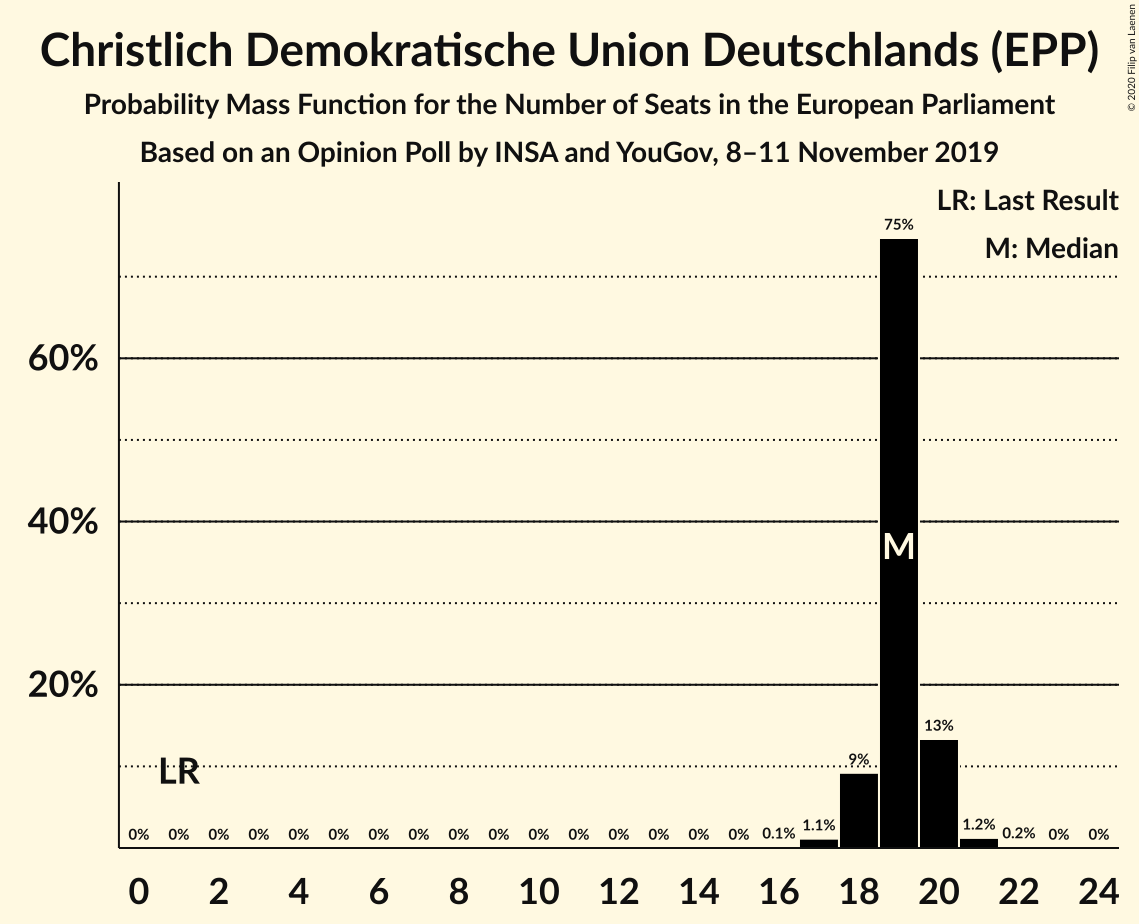 Christlich Demokratische Union Deutschlands (EPP)
Probability Mass Function for the Number of Seats in the European Parliament
Based on an Opinion Poll by INSA and YouGov, 8–11 November 2019
© 2020 Filip van Laenen
LR: Last Result
M: Median
75%
60%
40%
M
20%
13%
9%
LR
0% 0% 0% 0% 0% 0% 0% 0% 0% 0% 0% 0% 0% 0% 0% 0% 0.1% 1.1% 1.2% 0.2% 0% 0%
0 2 4 6 8 10 12 14 16 18 20 22 24